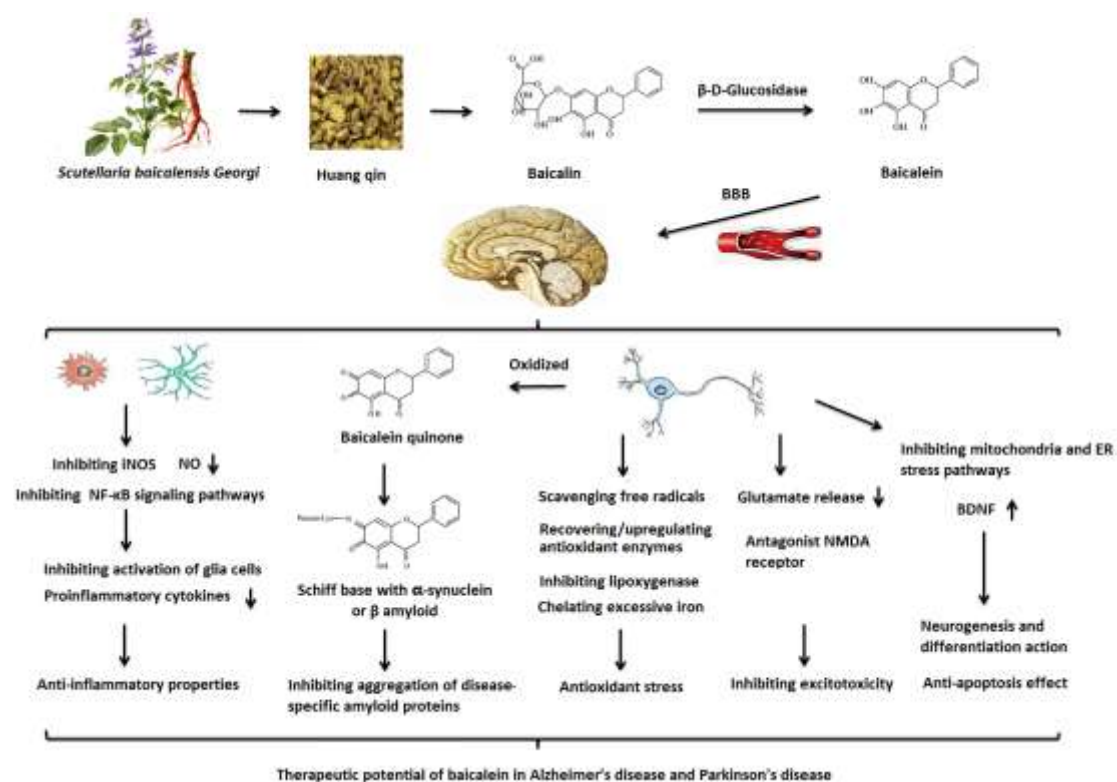 β-D-Glucosidase
Scutellaria baicalensis Georgi
Huang qin
Baicalin
Baicalein
BBB
Oxidized
Baicalein quinone
Inhibiting iNOS NO
Inhibiting NF-κB signaling pathways
Inhibiting activation of glia cells
Proinflammatory cytokines
Anti-inflammatory properties
Schiff base with α-synuclein
or β amyloid
Inhibiting aggregation of disease-
specific amyloid proteins
Scavenging free radicals
Recovering/upregulating
antioxidant enzymes
Inhibiting lipoxygenase
Chelating excessive iron
Antioxidant stress
Glutamate release
Antagonist NMDA
receptor
Inhibiting excitotoxicity
Inhibiting mitochondria and ER
stress pathways
BDNF
Neurogenesis and
differentiation action
Anti-apoptosis effect
Therapeutic potential of baicalein in Alzheimer's disease and Parkinson's disease